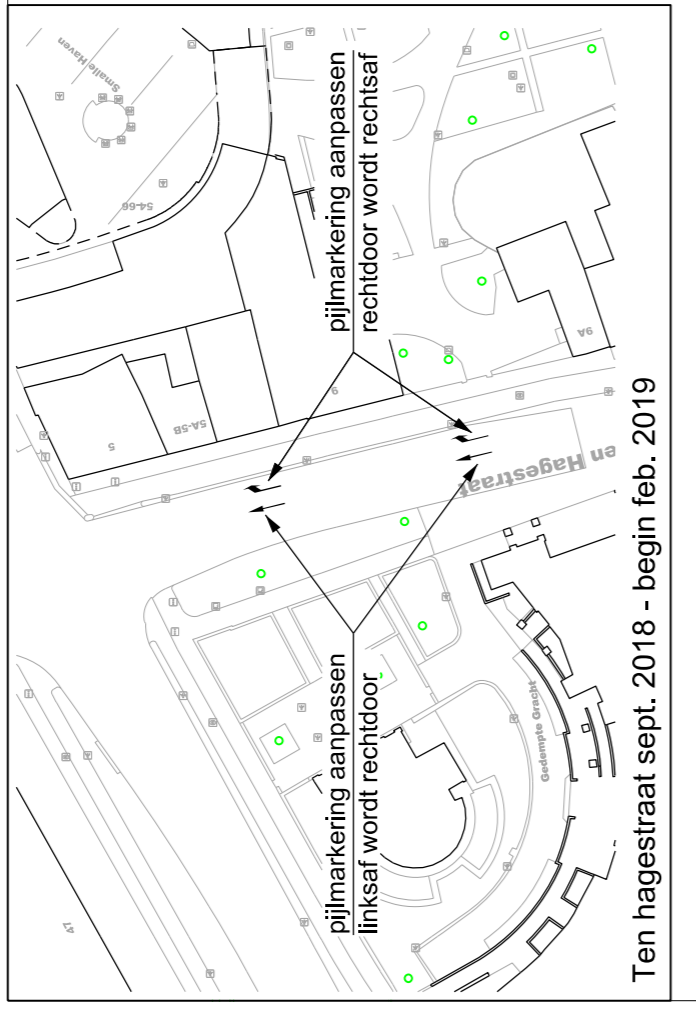 Smalle Haven
54-66
5
5A-5B
9
9A
47
pijlmarkering aanpassen
rechtdoor wordt rechtsaf
pijlmarkering aanpassen
linksaf wordt rechtdoor
en Hagestraat
Gedempte Gracht
Ten hagestraat sept. 2018 - begin feb. 2019